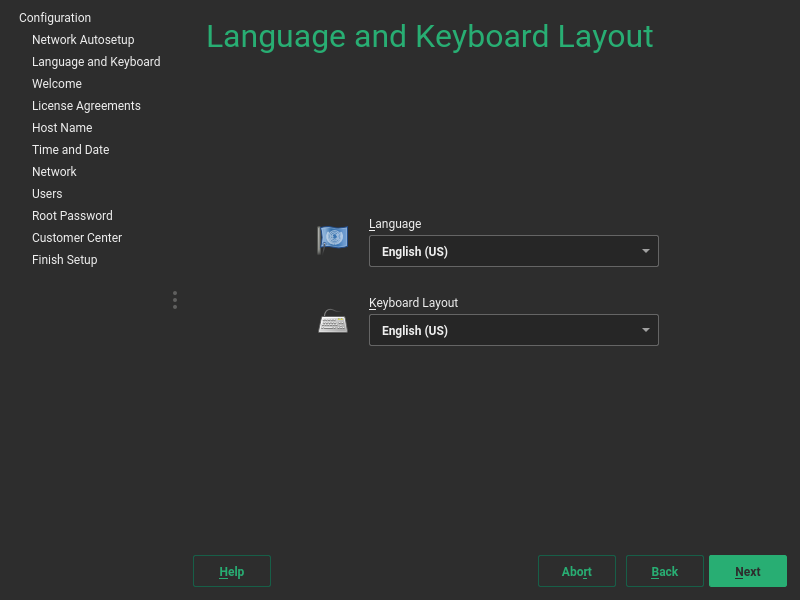 Configuration
Network Autosetup
Language and Keyboard
Welcome
License Agreements
Host Name
Time and Date
Network
Users
Root Password
Customer Center
Finish Setup
Language and Keyboard Layout
Language
English (US)
Keyboard Layout
English (US)
Help
Abort
Back
Next